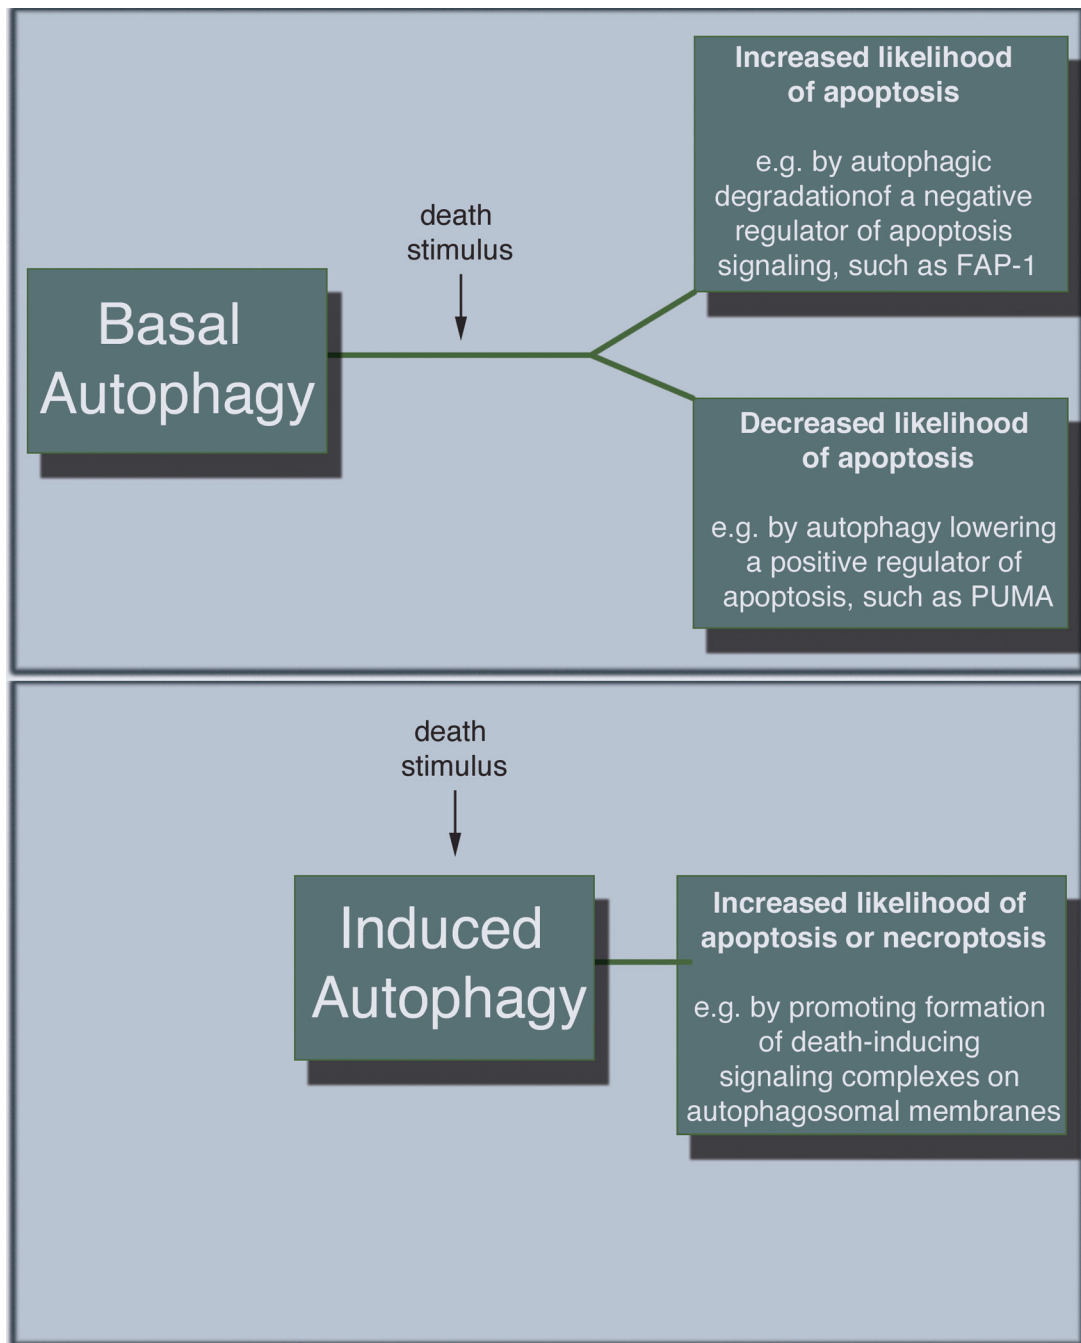 Increased likelihood
of apoptosis
e.g. by autophagic
degradationof a negative
regulator of apoptosis
signaling, such as FAP-1
death
stimulus
Basal
Autophagy
Decreased likelihood
of apoptosis
e.g. by autophagy lowering
a positive regulator of
apoptosis, such as PUMA
death
stimulus
Induced
Autophagy
Increased likelihood of
apoptosis or necroptosis
e.g. by promoting formation
of death-inducing
signaling complexes on
autophagosomal membranes